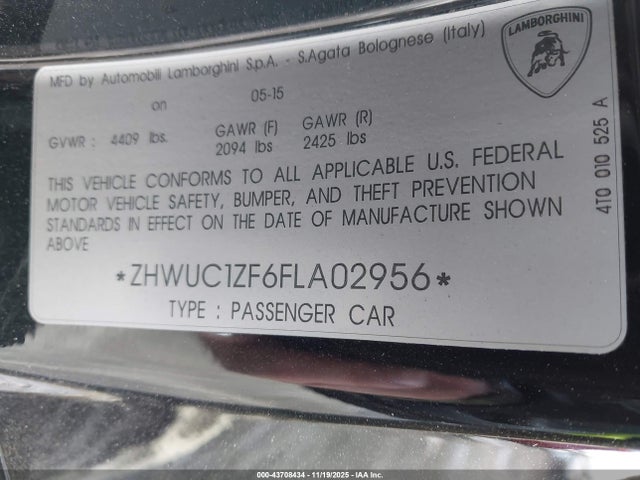 LAMBORGHINI
MFD by Automobili Lamborghini S.p.A. - S.Agata Bolognese (Italy)
on 05-15
GVWR : 4409 lbs. GAWR (F) GAWR (R)
2094 lbs 2425 lbs
THIS VEHICLE CONFORMS TO ALL APPLICABLE U.S. FEDERAL
MOTOR VEHICLE SAFETY, BUMPER, AND THEFT PREVENTION
STANDARDS IN EFFECT ON THE DATE OF MANUFACTURE SHOWN
ABOVE
*ZHWUC1ZF6FLA02956*
TYPE : PASSENGER CAR
4T0 010 525 A
000-43708434 | 11/19/2025 | IAA, Inc.